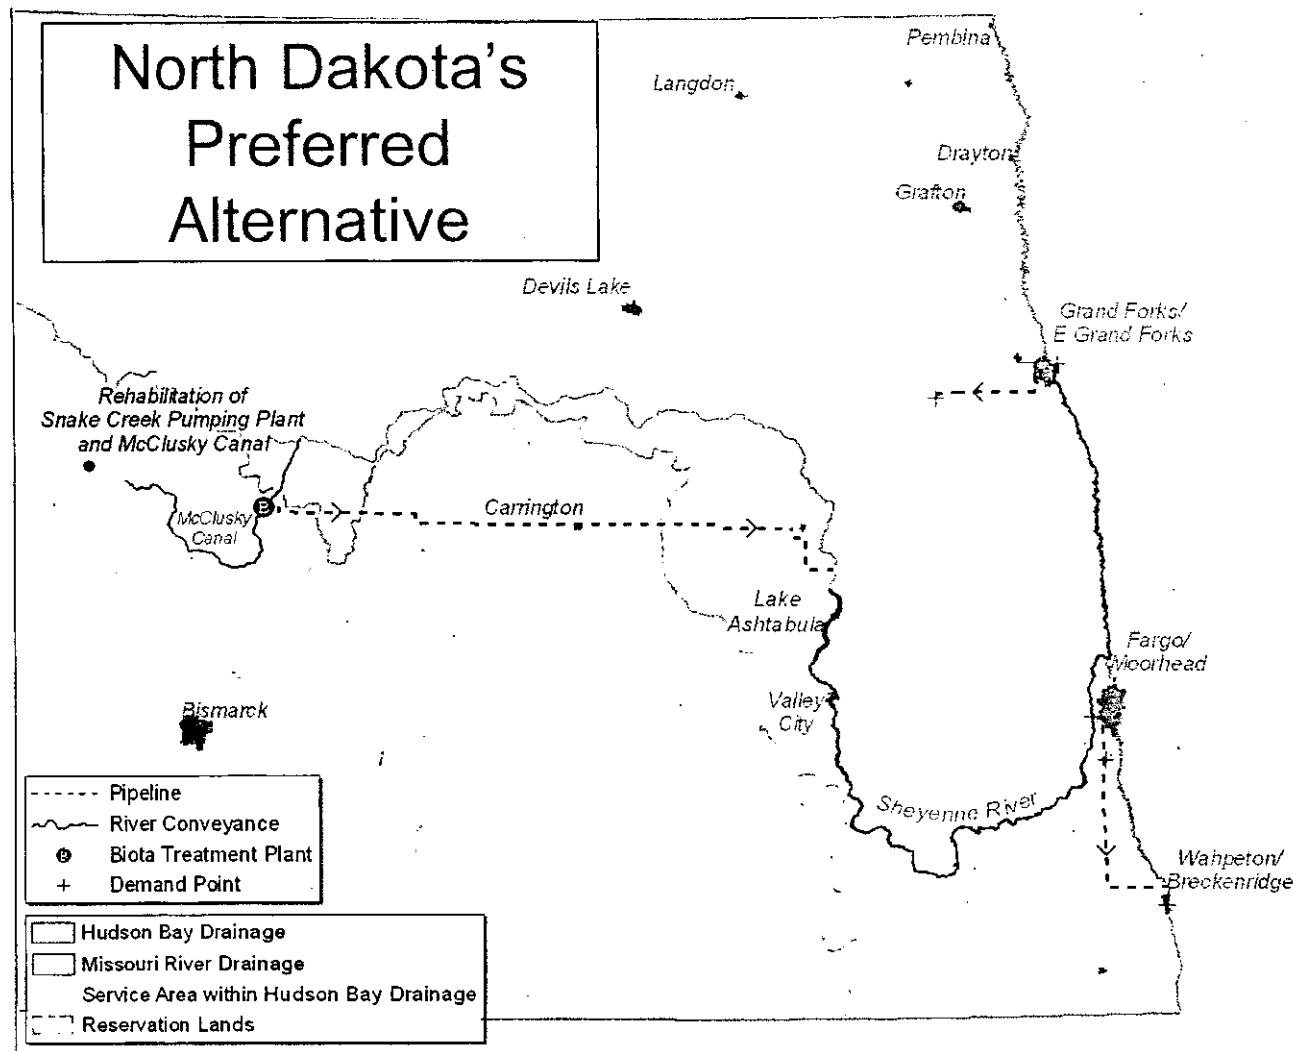 North Dakota's
Preferred
Alternative
Pembina
Langdon
Drayton
Grafton
Devils Lake
Grand Forks/
E Grand Forks
Rehabilitation of
Snake Creek Pumping Plant
and McClusky Canal
McClusky
Canal
Carrington
Lake
Ashtabula
Fargo/
Moorhead
Valley
City
Bismarck
Sheyenne River
Wahpeton/
Breckenridge
Pipeline
River Conveyance
B Biota Treatment Plant
Demand Point
Hudson Bay Drainage
Missouri River Drainage
Service Area within Hudson Bay Drainage
Reservation Lands